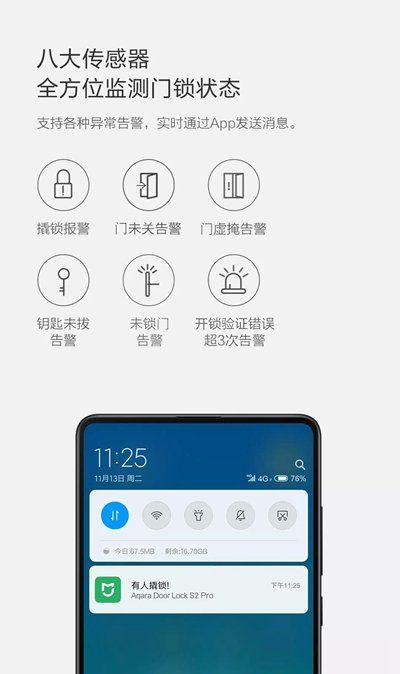 八大传感器
全方位监测门锁状态
支持各种异常告警，实时通过App发送消息。
撬锁报警
门未关告警
门虚掩告警
钥匙未拔
告警
未锁门
告警
开锁验证错误
超3次告警
11:25
11月13日 周二
4G 76%
今日:67.5MB 剩余:16.70GB
有人撬锁! 下午11:25
Aqara Door Lock S2 Pro